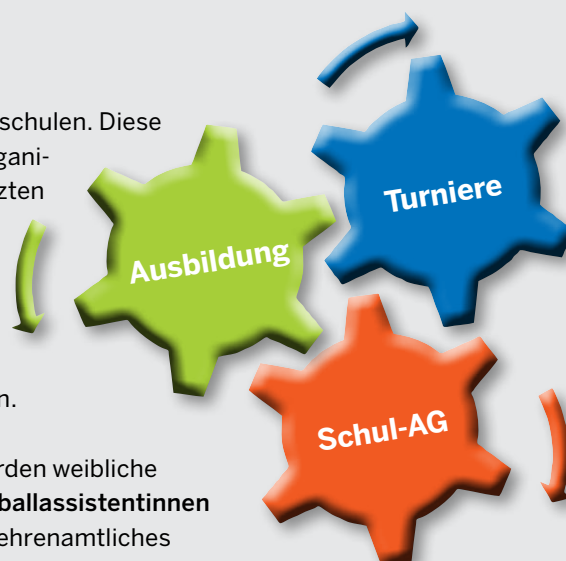 schulen. Diese
gani-
zten
n.
rden weibliche
ballassistentinnen
ehrenamtliches
Turniere
Ausbildung
Schul-AG